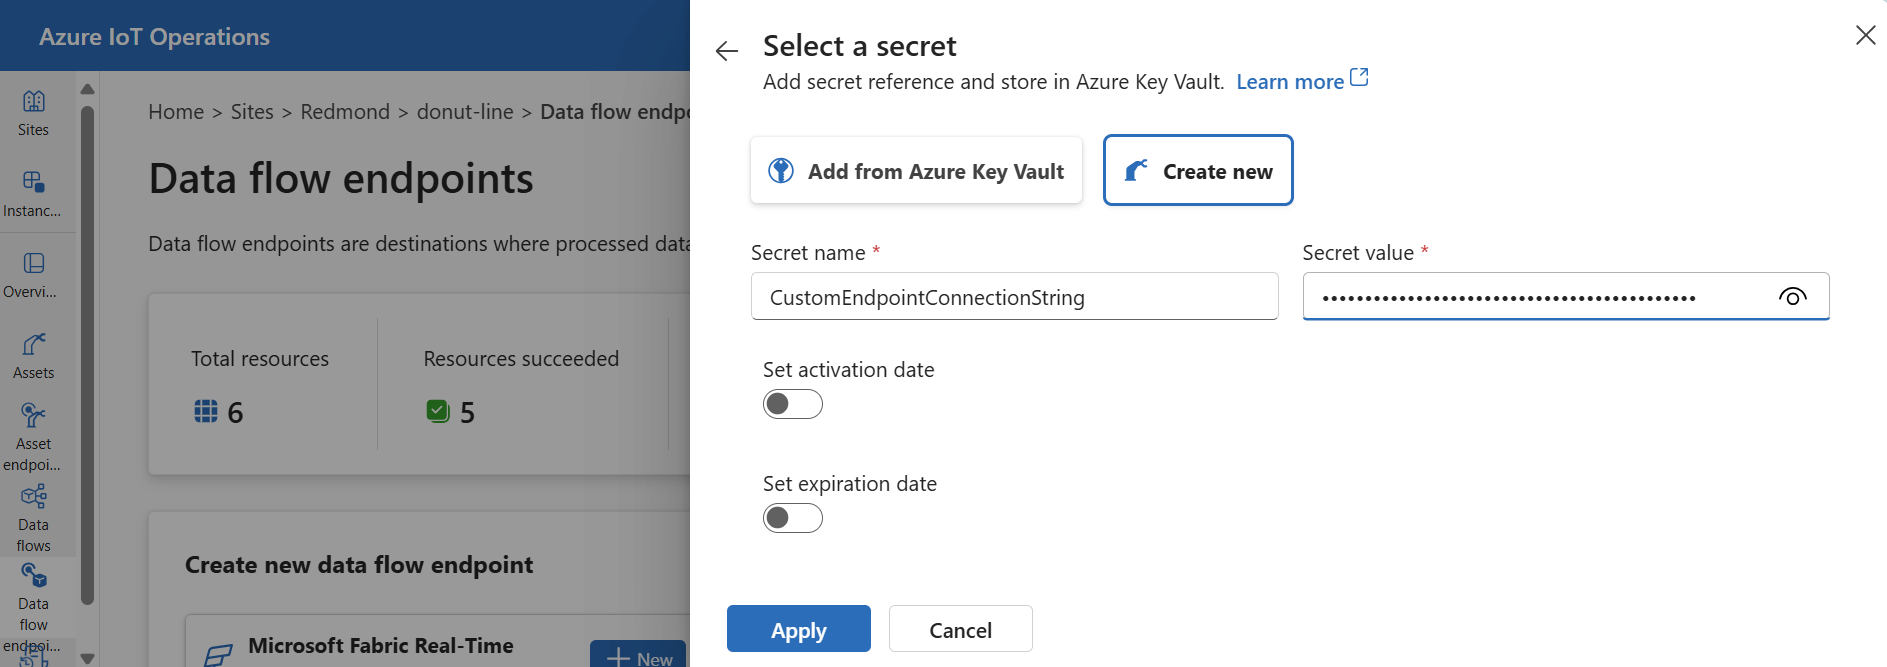 Azure IoT Operations
Sites
Instanc...
Overvi...
Assets
Asset
endpoi...
Data
flows
Data
flow
endpoi...
Home > Sites > Redmond > donut-line > Data flow endpo
Data flow endpoints
Data flow endpoints are destinations where processed data
Total resources
6
Resources succeeded
5
Create new data flow endpoint
Microsoft Fabric Real-Time
New
Select a secret
Add secret reference and store in Azure Key Vault. Learn more
Add from Azure Key Vault
Create new
Secret name *
CustomEndpointConnectionString
Secret value *
••••••••••••••••••••••••••••••••••••••••••••
Set activation date
Set expiration date
Apply
Cancel